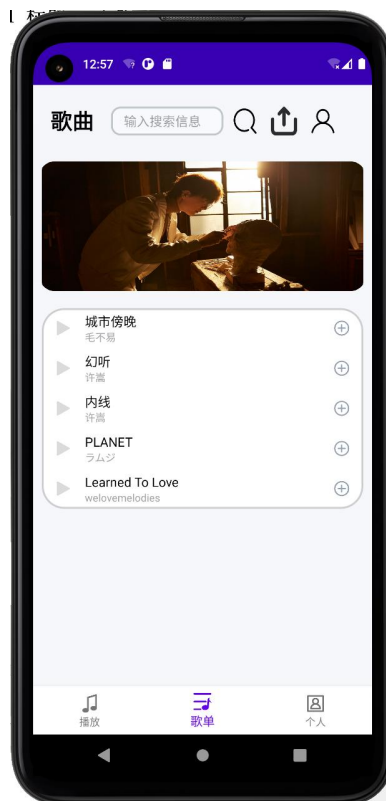 12:57
歌曲
输入搜索信息
城市傍晚
毛不易
幻听
许嵩
内线
许嵩
PLANET
ラムジ
Learned To Love
welovemelodies
播放
歌单
个人